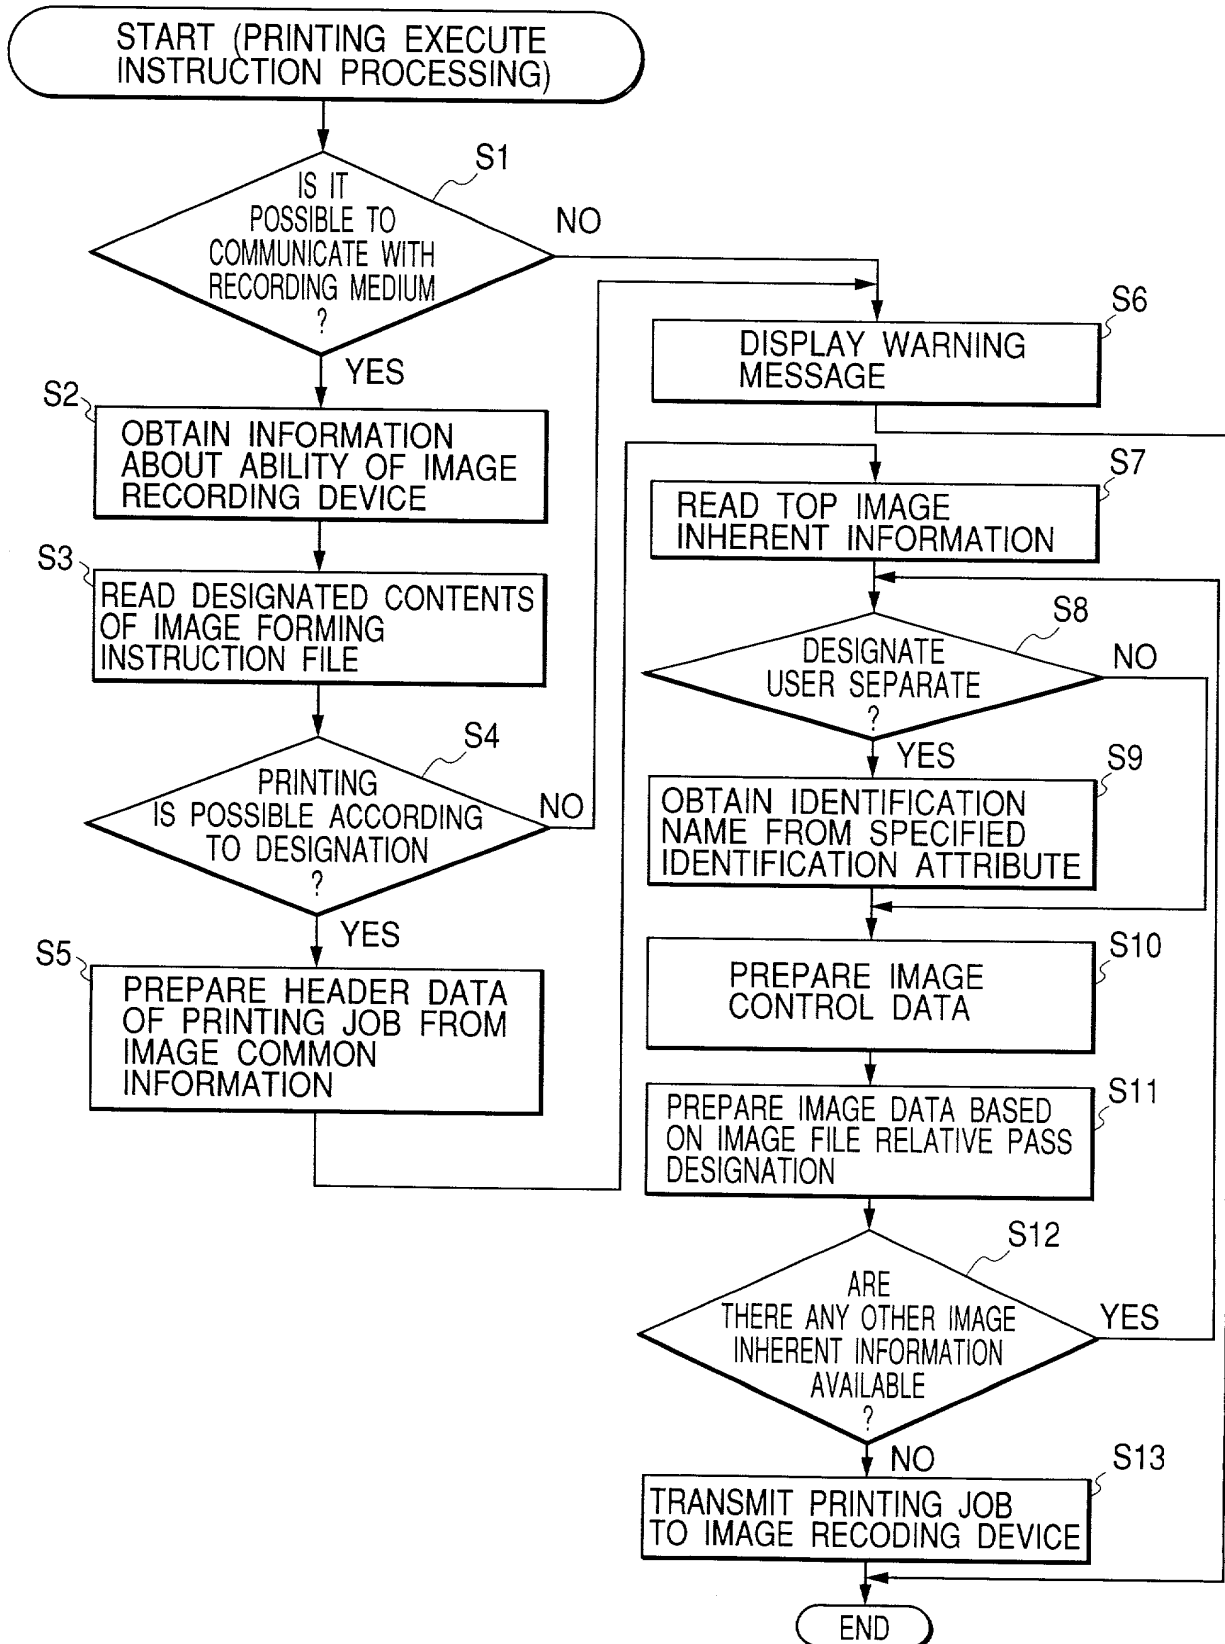 START (PRINTING EXECUTE
INSTRUCTION PROCESSING)
S1
IS IT
POSSIBLE TO
COMMUNICATE WITH
RECORDING MEDIUM
?
NO
YES
S2
OBTAIN INFORMATION
ABOUT ABILITY OF IMAGE
RECORDING DEVICE
S3
READ DESIGNATED CONTENTS
OF IMAGE FORMING
INSTRUCTION FILE
S4
PRINTING
IS POSSIBLE ACCORDING
TO DESIGNATION
?
NO
YES
S5
PREPARE HEADER DATA
OF PRINTING JOB FROM
IMAGE COMMON
INFORMATION
S6
DISPLAY WARNING
MESSAGE
S7
READ TOP IMAGE
INHERENT INFORMATION
S8
DESIGNATE
USER SEPARATE
?
NO
YES
S9
OBTAIN IDENTIFICATION
NAME FROM SPECIFIED
IDENTIFICATION ATTRIBUTE
S10
PREPARE IMAGE
CONTROL DATA
S11
PREPARE IMAGE DATA BASED
ON IMAGE FILE RELATIVE PASS
DESIGNATION
S12
ARE
THERE ANY OTHER IMAGE
INHERENT INFORMATION
AVAILABLE
?
YES
NO
S13
TRANSMIT PRINTING JOB
TO IMAGE RECODING DEVICE
END